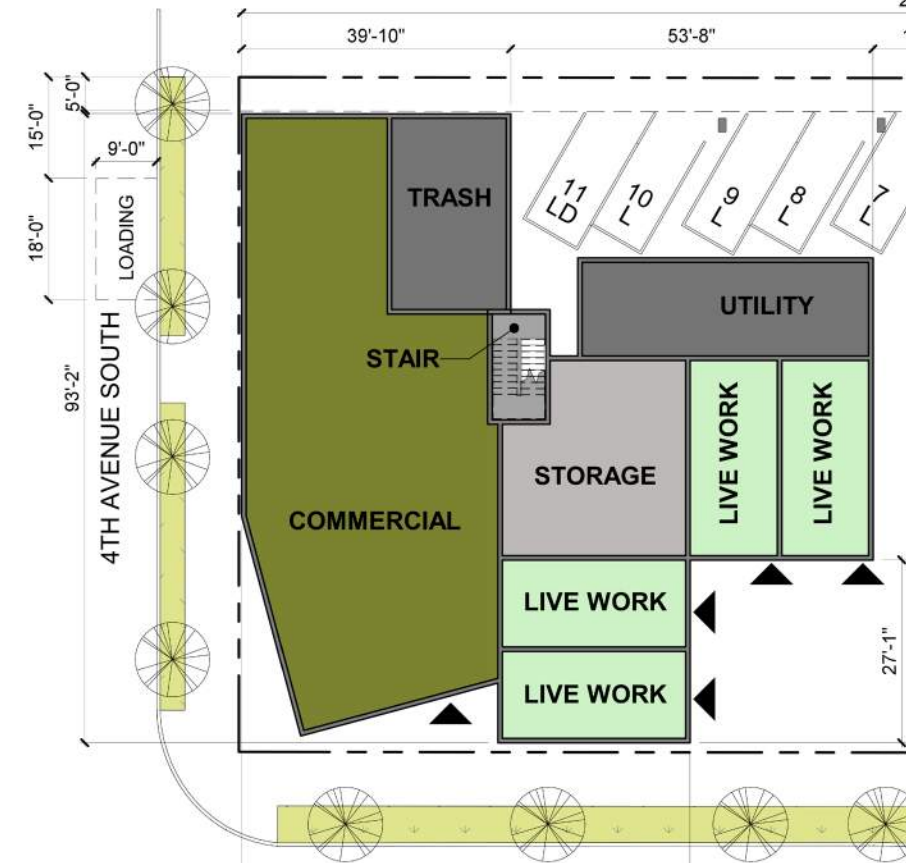 2
39'-10"
53'-8"
1
5'-0"
15'-0"
9'-0"
18'-0"
LOADING
TRASH
11
LD
10
L
9
L
8
L
7
L
UTILITY
STAIR
4TH AVENUE SOUTH
93'-2"
LIVE WORK
LIVE WORK
STORAGE
COMMERCIAL
LIVE WORK
27'-1"
LIVE WORK